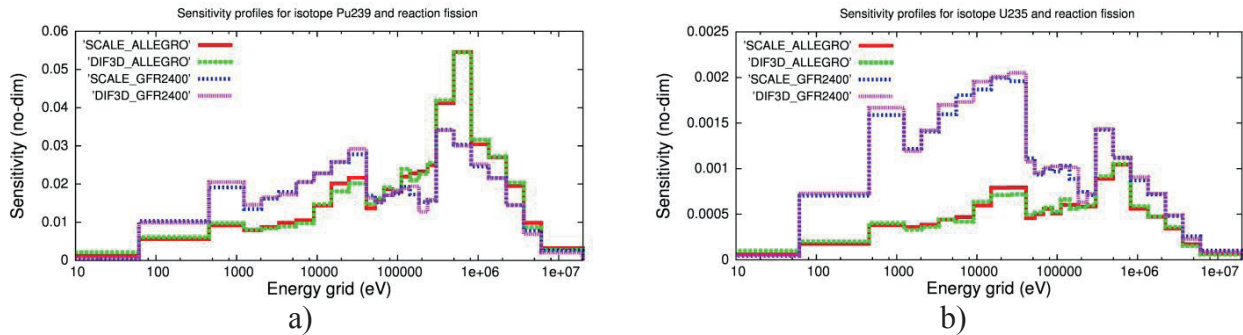 Sensitivity profiles for isotope Pu239 and reaction fission
Sensitivity (no-dim)
0.06
0.05
0.04
0.03
0.02
0.01
0
'SCALE_ALLEGRO'
'DIF3D_ALLEGRO'
'SCALE_GFR2400'
'DIF3D_GFR2400'
10 100 1000 10000 100000 1e+06 1e+07
Energy grid (eV)
a)
Sensitivity profiles for isotope U235 and reaction fission
Sensitivity (no-dim)
0.0025
0.002
0.0015
0.001
0.0005
0
'SCALE_ALLEGRO'
'DIF3D_ALLEGRO'
'SCALE_GFR2400'
'DIF3D_GFR2400'
10 100 1000 10000 100000 1e+06 1e+07
Energy grid (eV)
b)